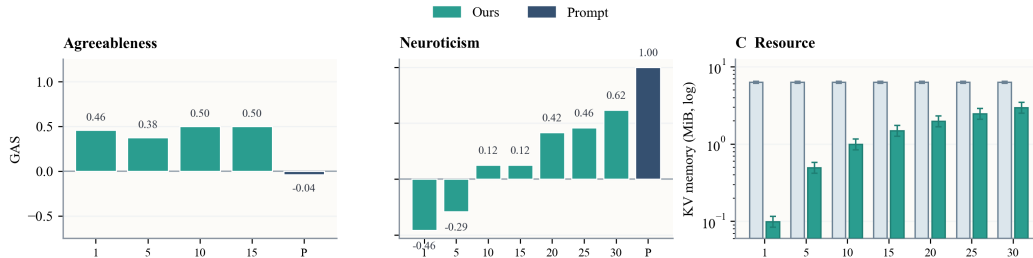 Ours Prompt
Agreeableness
GAS
1.0
0.5
0.0
−0.5
0.46
0.38
0.50
0.50
-0.04
1 5 10 15 P
Neuroticism
-0.46
-0.29
0.12
0.12
0.42
0.46
0.62
1.00
1 5 10 15 20 25 30 P
C Resource
KV memory (MiB, log)
10¹
10⁰
10⁻¹
1 5 10 15 20 25 30